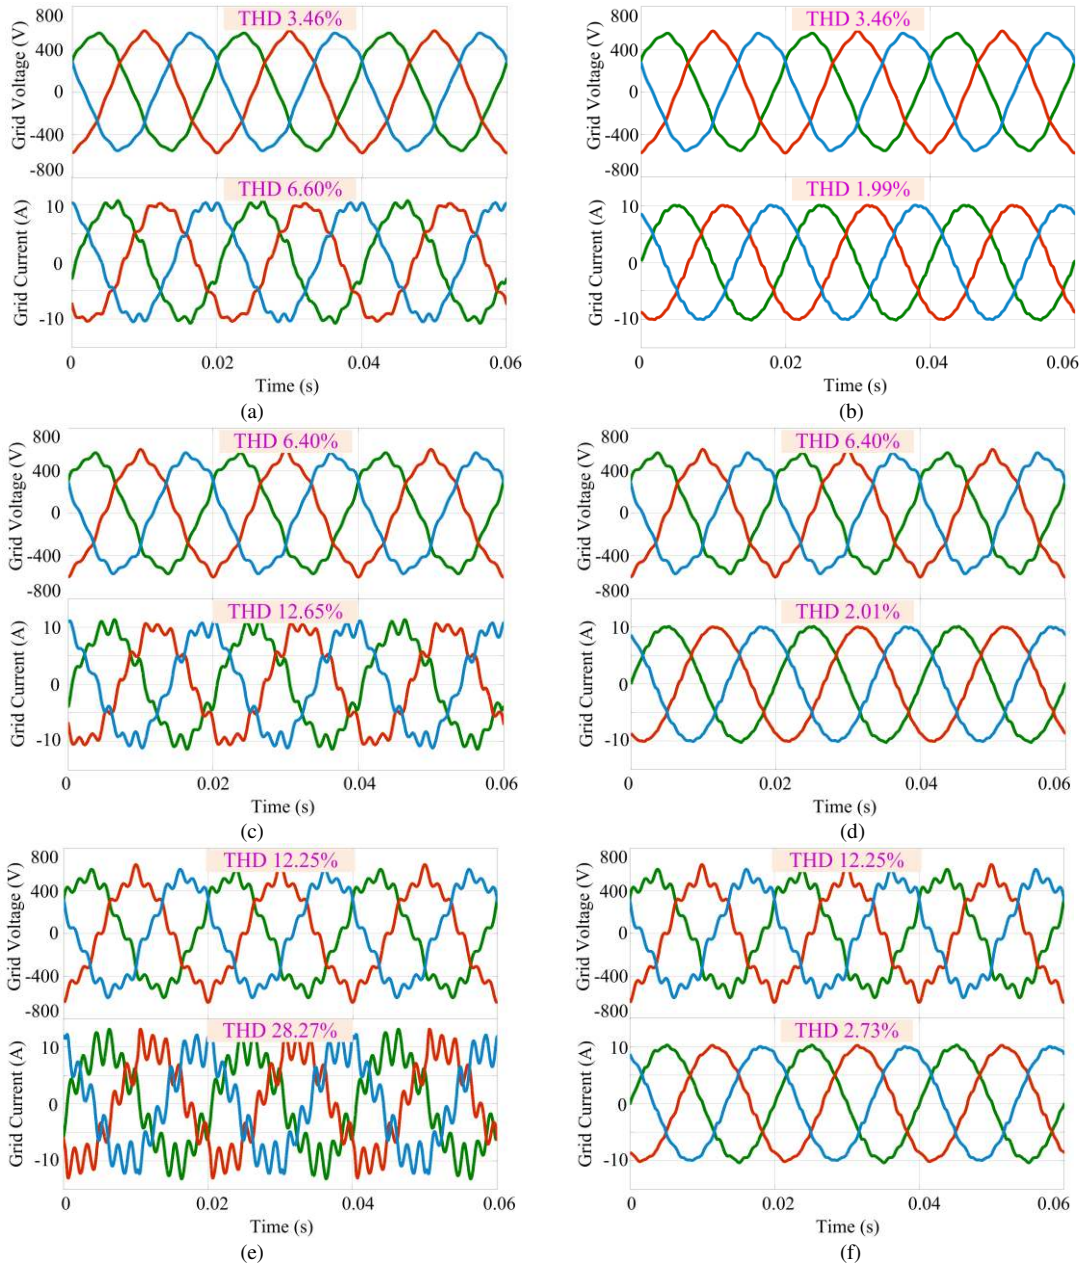 THD 3.46%
Grid Voltage (V)
800
400
0
-400
-800
THD 6.60%
Grid Current (A)
10
0
-10
0
0.02
0.04
0.06
Time (s)
(a)
THD 3.46%
Grid Voltage (V)
800
400
0
-400
-800
THD 1.99%
Grid Current (A)
10
0
-10
0
0.02
0.04
0.06
Time (s)
(b)
THD 6.40%
Grid Voltage (V)
800
400
0
-400
-800
THD 12.65%
Grid Current (A)
10
0
-10
0
0.02
0.04
0.06
Time (s)
(c)
THD 6.40%
Grid Voltage (V)
800
400
0
-400
-800
THD 2.01%
Grid Current (A)
10
0
-10
0
0.02
0.04
0.06
Time (s)
(d)
THD 12.25%
Grid Voltage (V)
800
400
0
-400
-800
THD 28.27%
Grid Current (A)
10
0
-10
0
0.02
0.04
0.06
Time (s)
(e)
THD 12.25%
Grid Voltage (V)
800
400
0
-400
-800
THD 2.73%
Grid Current (A)
10
0
-10
0
0.02
0.04
0.06
Time (s)
(f)